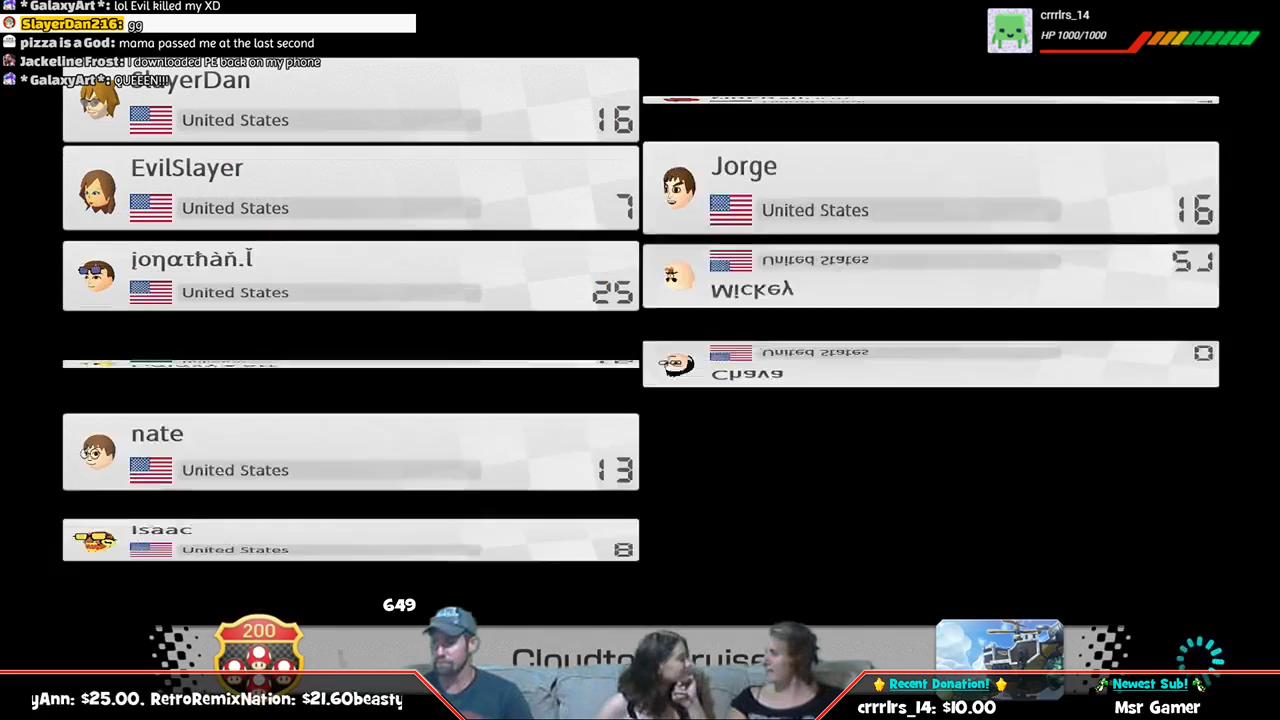 *GalaxyArt*: lol Evil killed my XD
SlayerDan216: gg
pizza is a God: mama passed me at the last second
Jackeline Frost: I downloaded PE back on my phone
*GalaxyArt*: QUEEEN!!!
crrrlrs_14
HP 1000/1000
SlayerDan
United States
16
EvilSlayer
United States
7
Jorge
United States
16
įoηατħàň.Ĭ
United States
25
Mickey
United States
Chava
United States
0
nate
United States
13
Isaac
United States
8
649
200
yAnn: $25.00. RetroRemixNation: $21.60beasty
Recent Donation!
crrrlrs_14: $10.00
Newest Sub!
Msr Gamer